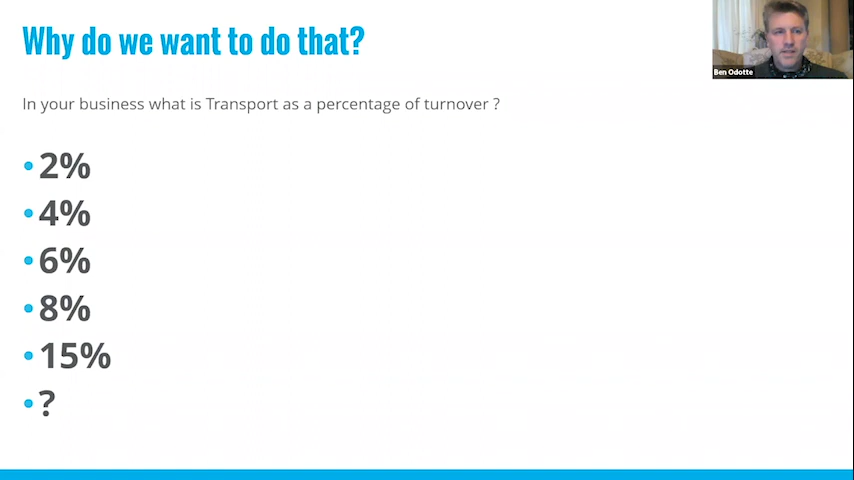 Why do we want to do that?
Ben Odotte
In your business what is Transport as a percentage of turnover ?
•2%
•4%
•6%
•8%
•15%
•?